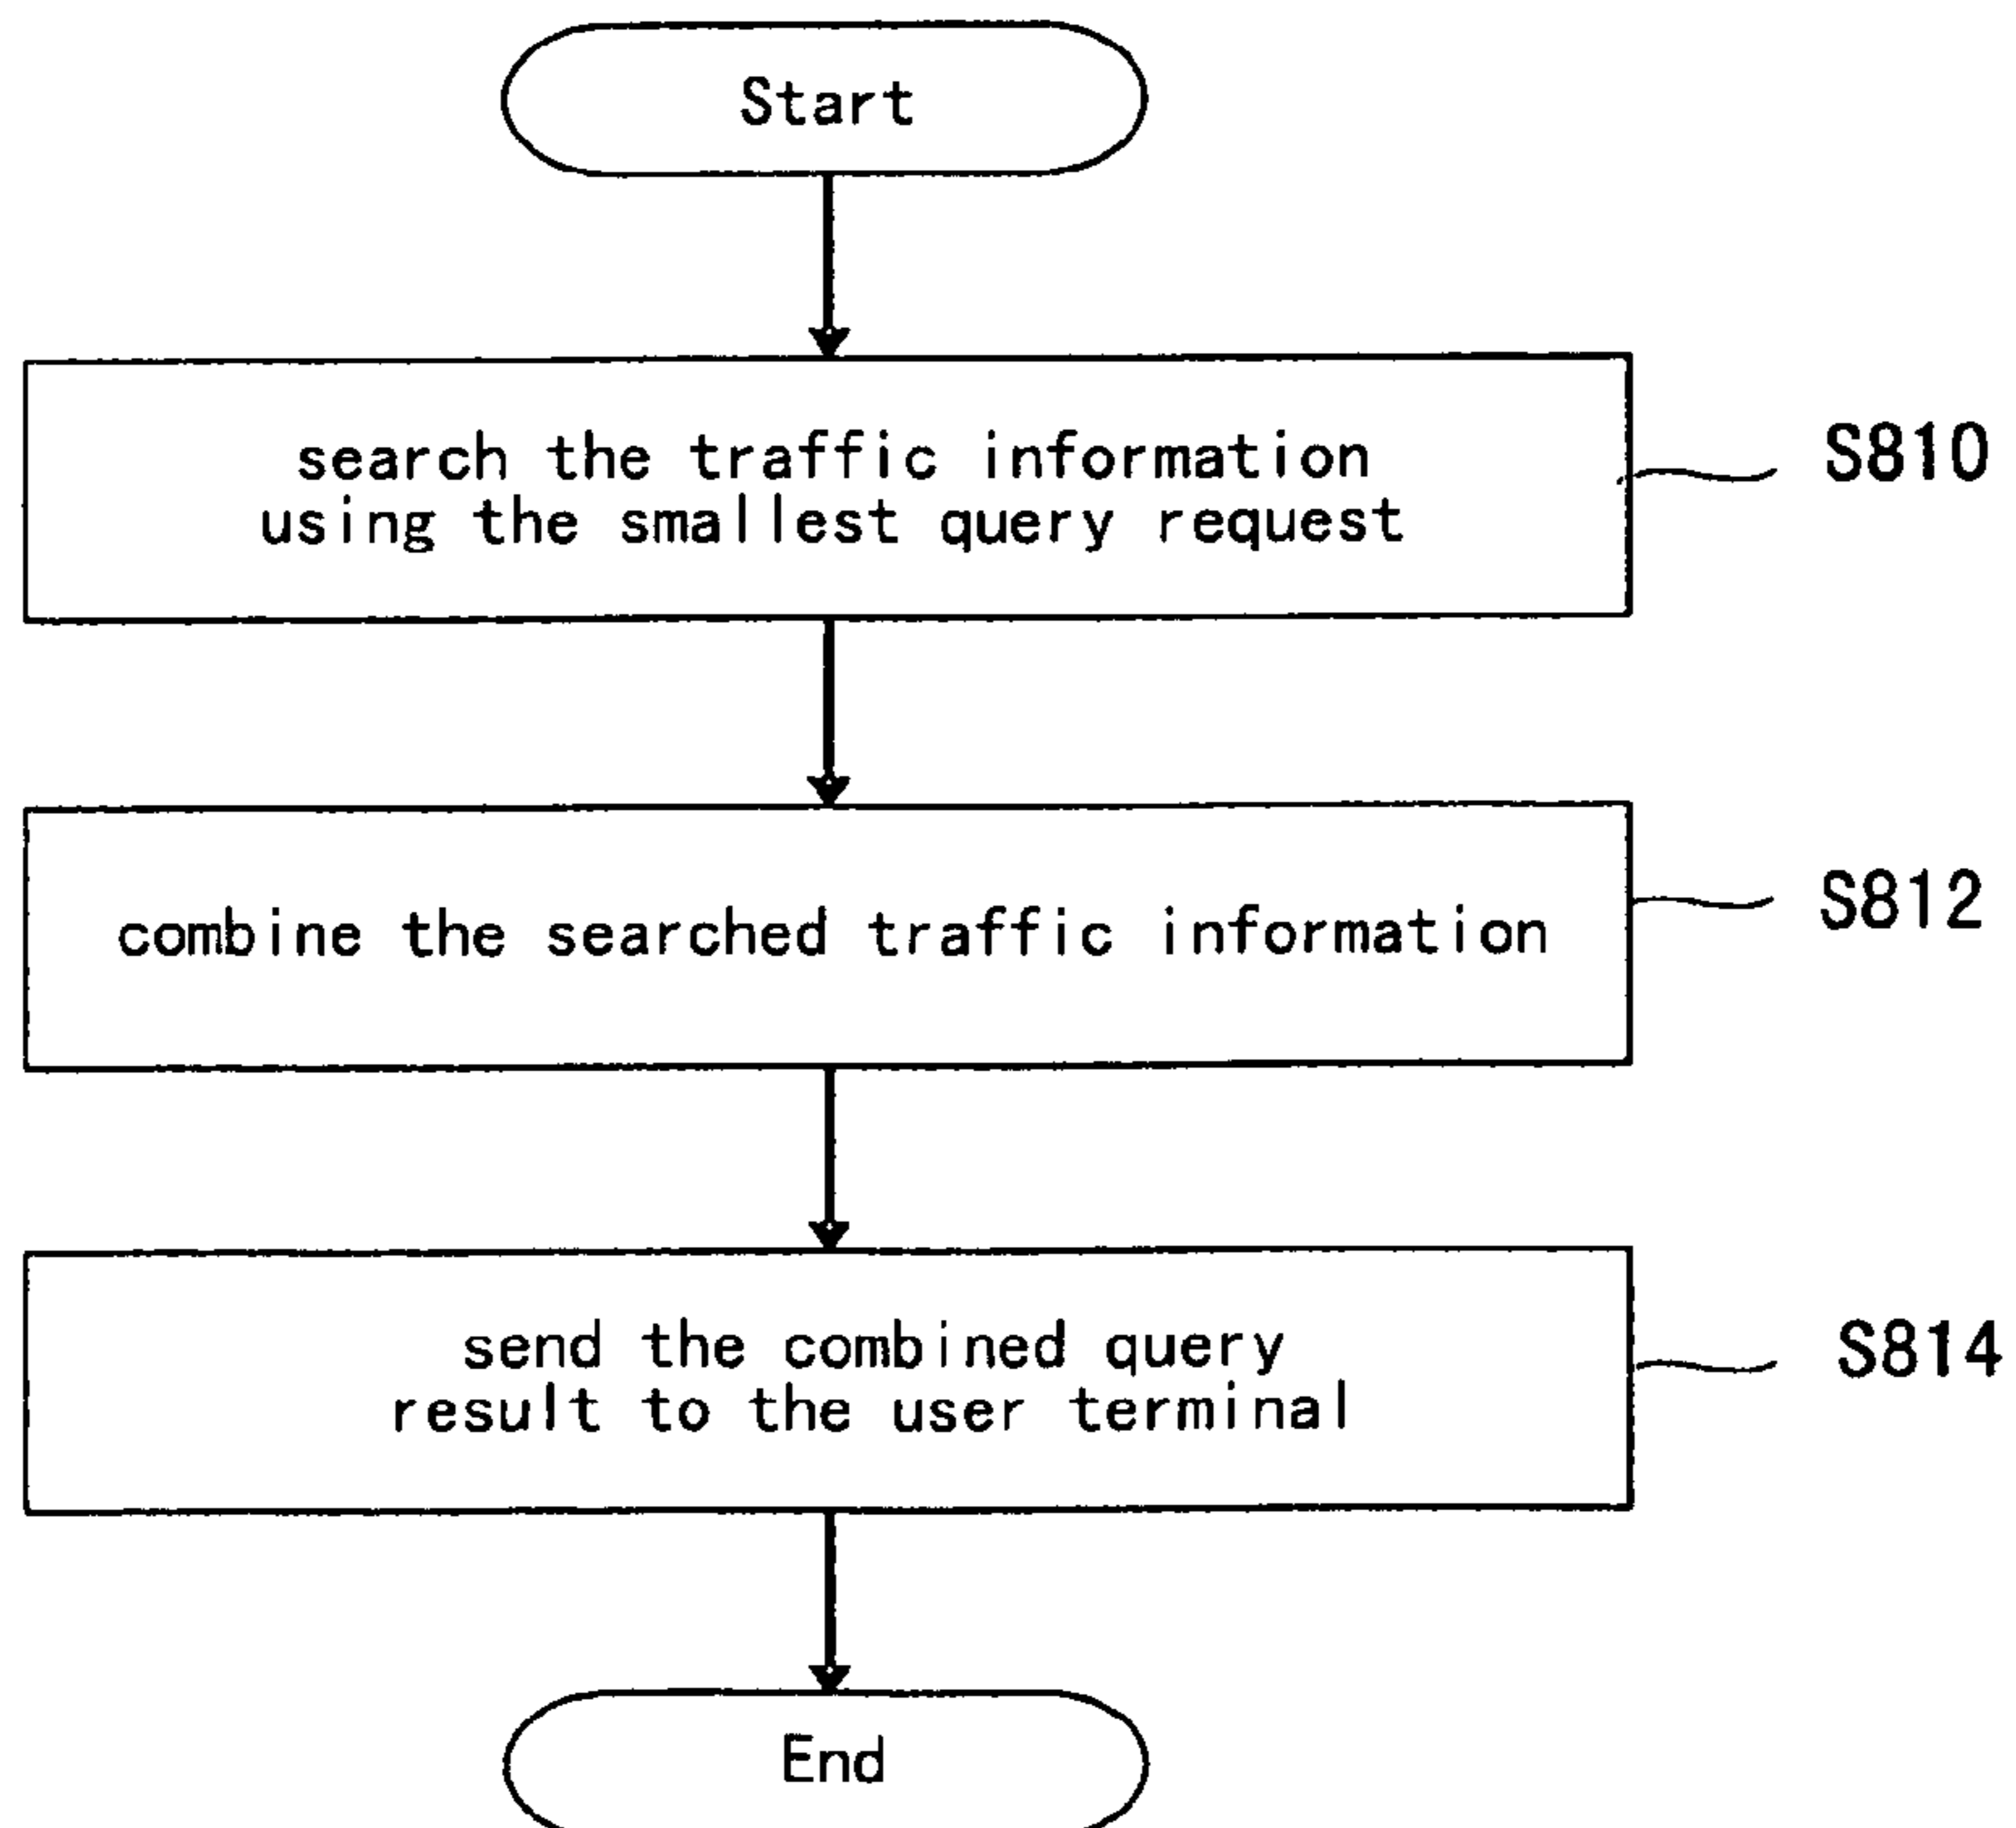 Start
search the traffic information
using the smallest query request
S810
combine the searched traffic information
S812
send the combined query
result to the user terminal
S814
End